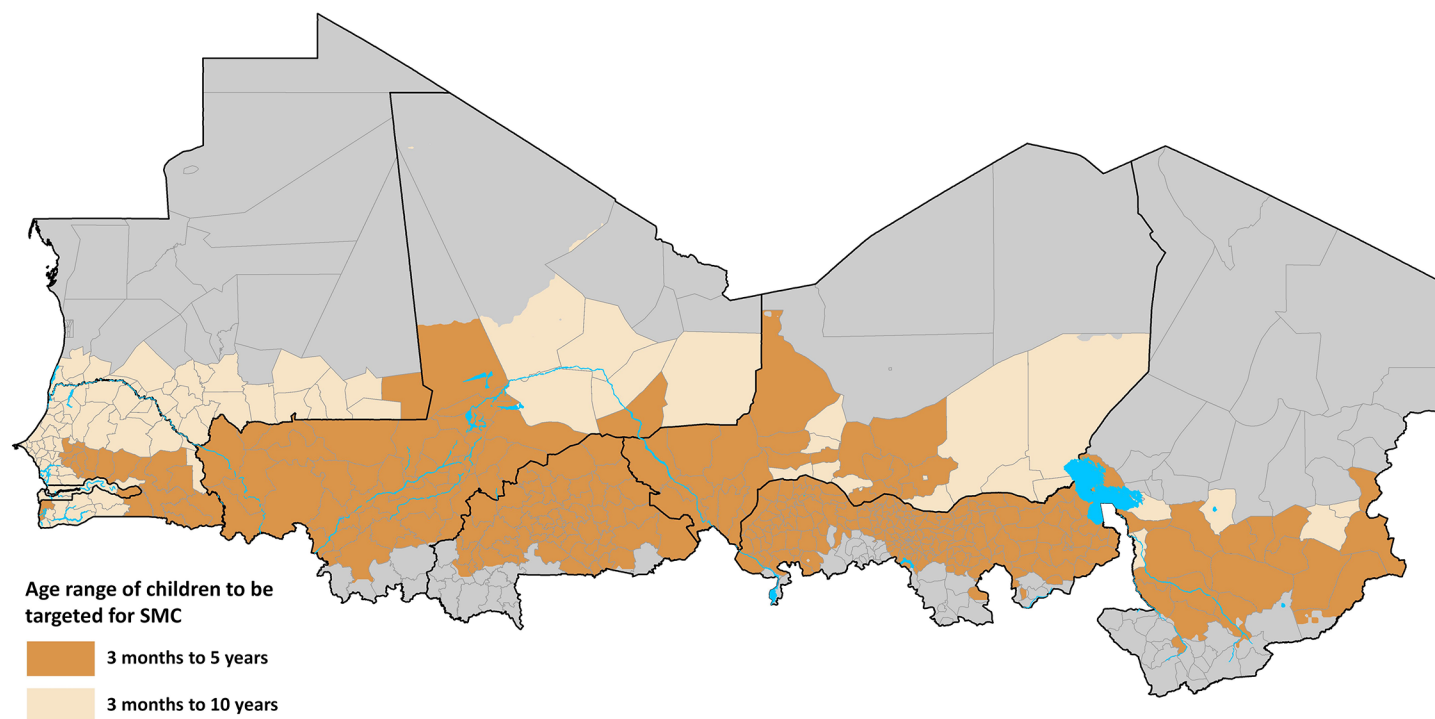 Age range of children to be
targeted for SMC
3 months to 5 years
3 months to 10 years